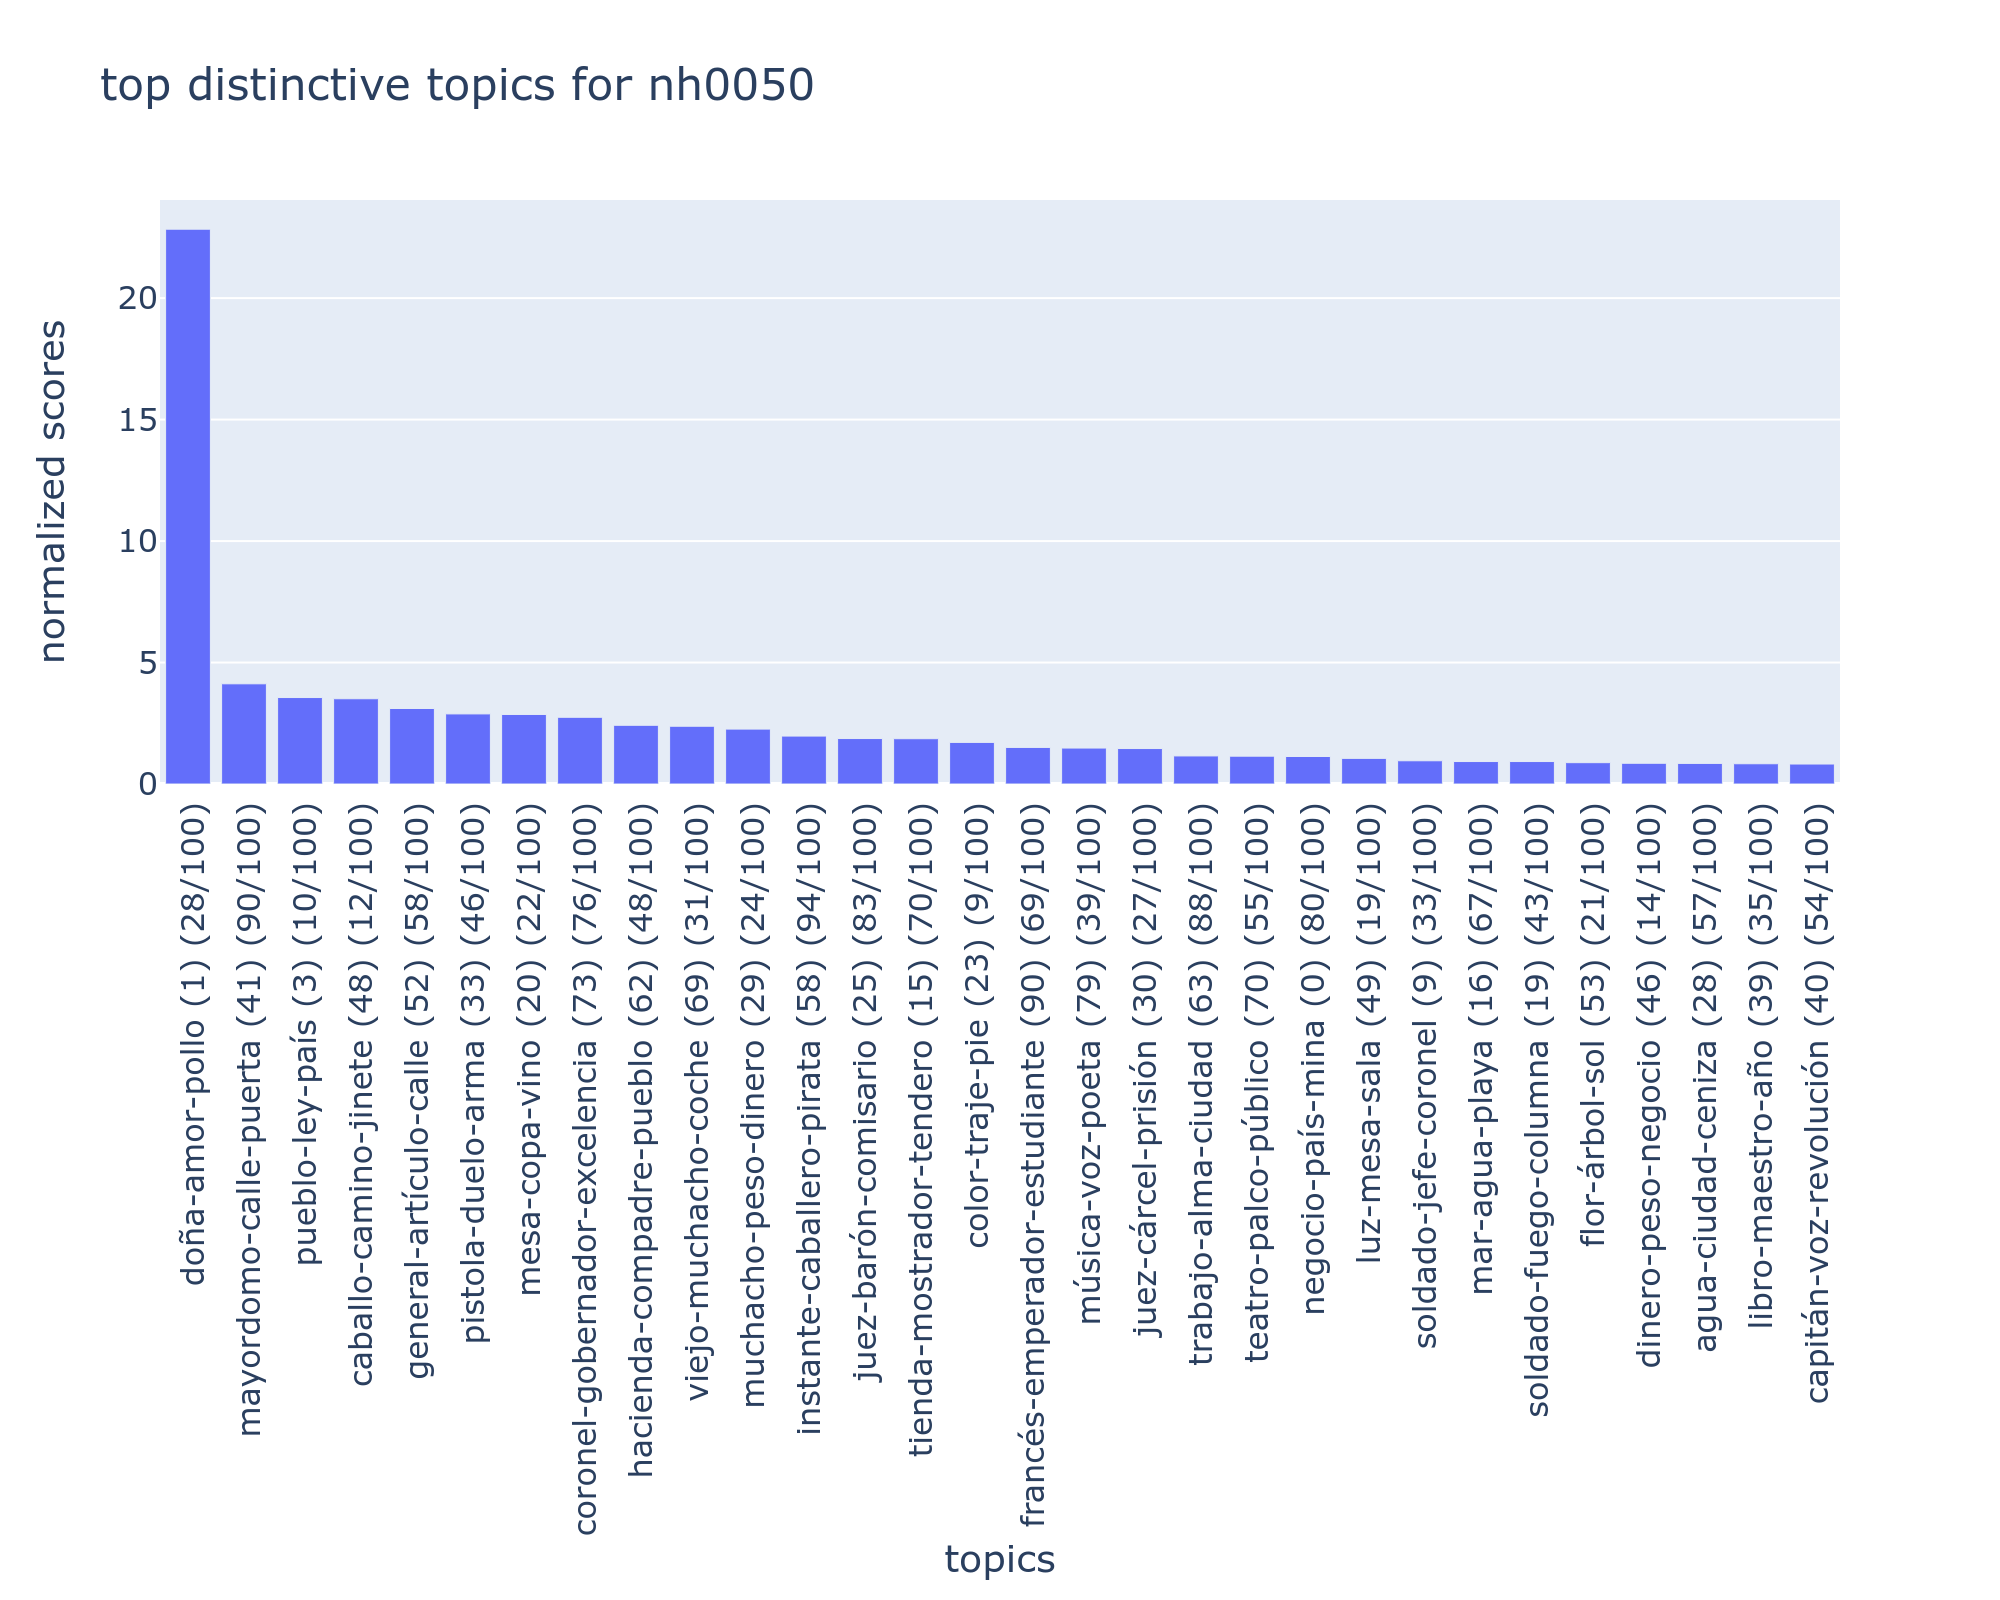 top distinctive topics for nh0050
normalized scores
20
15
10
5
0
doña-amor-pollo (1) (28/100)
mayordomo-calle-puerta (41) (90/100)
pueblo-ley-país (3) (10/100)
caballo-camino-jinete (48) (12/100)
general-artículo-calle (52) (58/100)
pistola-duelo-arma (33) (46/100)
mesa-copa-vino (20) (22/100)
coronel-gobernador-excelencia (73) (76/100)
hacienda-compadre-pueblo (62) (48/100)
viejo-muchacho-coche (69) (31/100)
muchacho-peso-dinero (29) (24/100)
instante-caballero-pirata (58) (94/100)
juez-barón-comisario (25) (83/100)
tienda-mostrador-tendero (15) (70/100)
color-traje-pie (23) (9/100)
francés-emperador-estudiante (90) (69/100)
música-voz-poeta (79) (39/100)
juez-cárcel-prisión (30) (27/100)
trabajo-alma-ciudad (63) (88/100)
teatro-palco-público (70) (55/100)
negocio-país-mina (0) (80/100)
luz-mesa-sala (49) (19/100)
soldado-jefe-coronel (9) (33/100)
mar-agua-playa (16) (67/100)
soldado-fuego-columna (19) (43/100)
flor-árbol-sol (53) (21/100)
dinero-peso-negocio (46) (14/100)
agua-ciudad-ceniza (28) (57/100)
libro-maestro-año (39) (35/100)
capitán-voz-revolución (40) (54/100)
topics